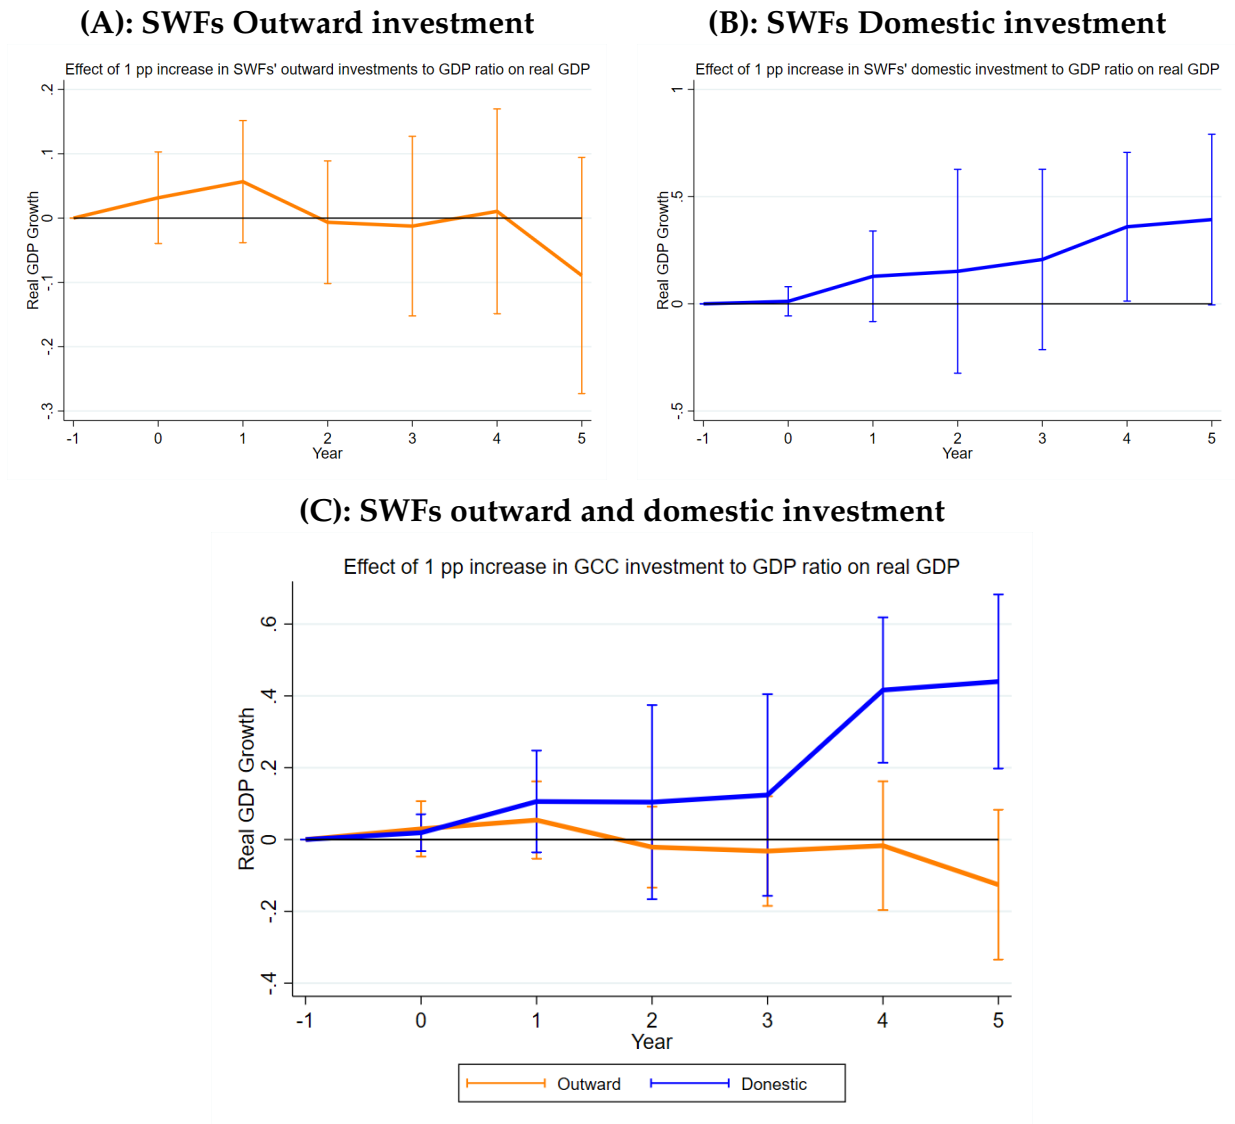 (A): SWFs Outward investment
Effect of 1 pp increase in SWFs' outward investments to GDP ratio on real GDP
Real GDP Growth
.2
.1
0
-.1
-.2
-.3
-1 0 1 2 3 4 5
Year
(B): SWFs Domestic investment
Effect of 1 pp increase in SWFs' domestic investment to GDP ratio on real GDP
Real GDP Growth
1
.5
0
-.5
-1 0 1 2 3 4 5
Year
(C): SWFs outward and domestic investment
Effect of 1 pp increase in GCC investment to GDP ratio on real GDP
Real GDP Growth
.6
.4
.2
0
-.2
-.4
-1 0 1 2 3 4 5
Year
Outward Donestic